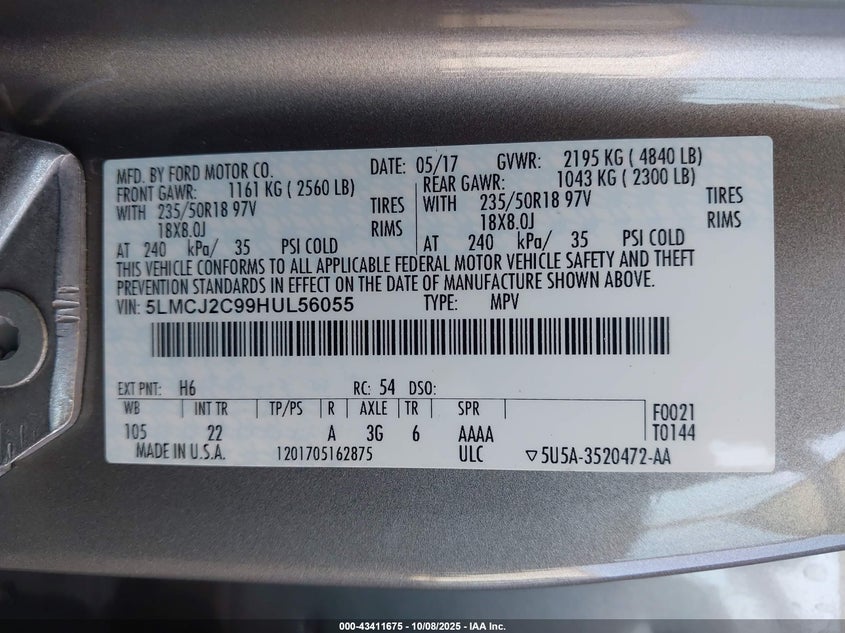 MFD. BY FORD MOTOR CO. DATE: 05/17 GVWR: 2195 KG ( 4840 LB)
FRONT GAWR: 1161 KG ( 2560 LB) REAR GAWR: 1043 KG ( 2300 LB)
WITH 235/50R18 97V TIRES WITH 235/50R18 97V TIRES
18X8.0J RIMS 18X8.0J RIMS
AT 240 kPa/ 35 PSI COLD AT 240 kPa/ 35 PSI COLD
THIS VEHICLE CONFORMS TO ALL APPLICABLE FEDERAL MOTOR VEHICLE SAFETY AND THEFT
PREVENTION STANDARDS IN EFFECT ON THE DATE OF MANUFACTURE SHOWN ABOVE.
VIN: 5LMCJ2C99HUL56055 TYPE: MPV
EXT PNT: H6 RC: 54 DSO:
WB INT TR TP/PS R AXLE TR SPR F0021
105 22 A 3G 6 AAAA T0144
MADE IN U.S.A. 1201705162875 ULC ▽5U5A-3520472-AA
000-43411675 - 10/08/2025 - IAA Inc.